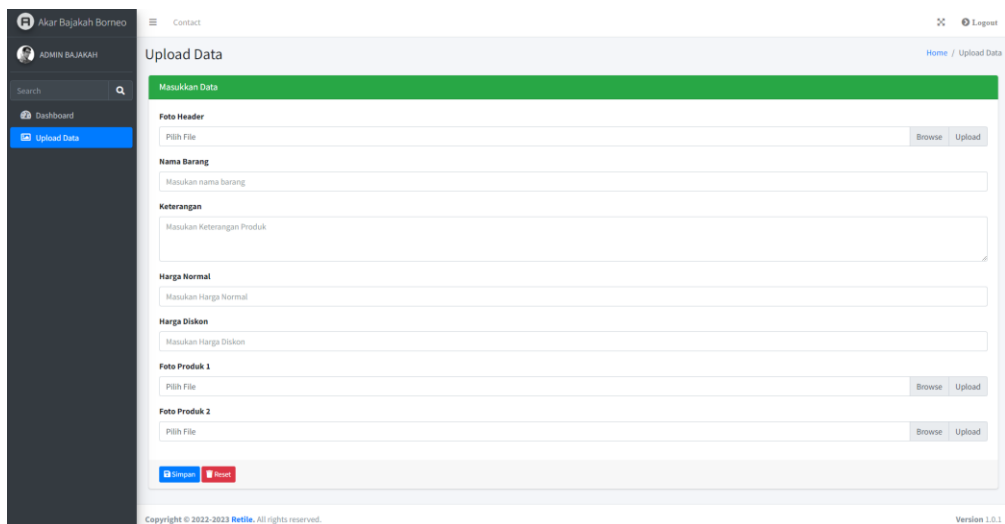 Akar Bajakah Borneo
Contact
Logout
ADMIN BAJAKAH
Upload Data
Home / Upload Data
Search
Dashboard
Upload Data
Masukkan Data
Foto Header
Pilih File Browse Upload
Nama Barang
Masukan nama barang
Keterangan
Masukan Keterangan Produk
Harga Normal
Masukan Harga Normal
Harga Diskon
Masukan Harga Diskon
Foto Produk 1
Pilih File Browse Upload
Foto Produk 2
Pilih File Browse Upload
Simpan Reset
Copyright © 2022-2023 Retile. All rights reserved.
Version 1.0.1